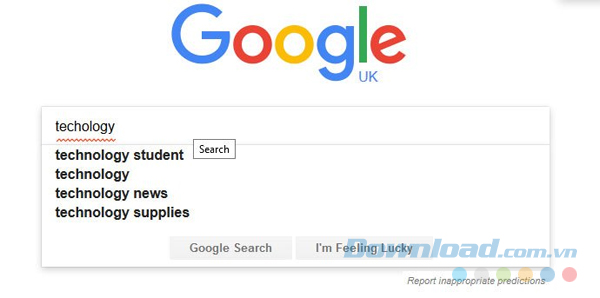 Google
UK
techology
Search
technology student
technology
technology news
technology supplies
Google Search I'm Feeling Lucky
Download.com.vn
Report inappropriate predictions